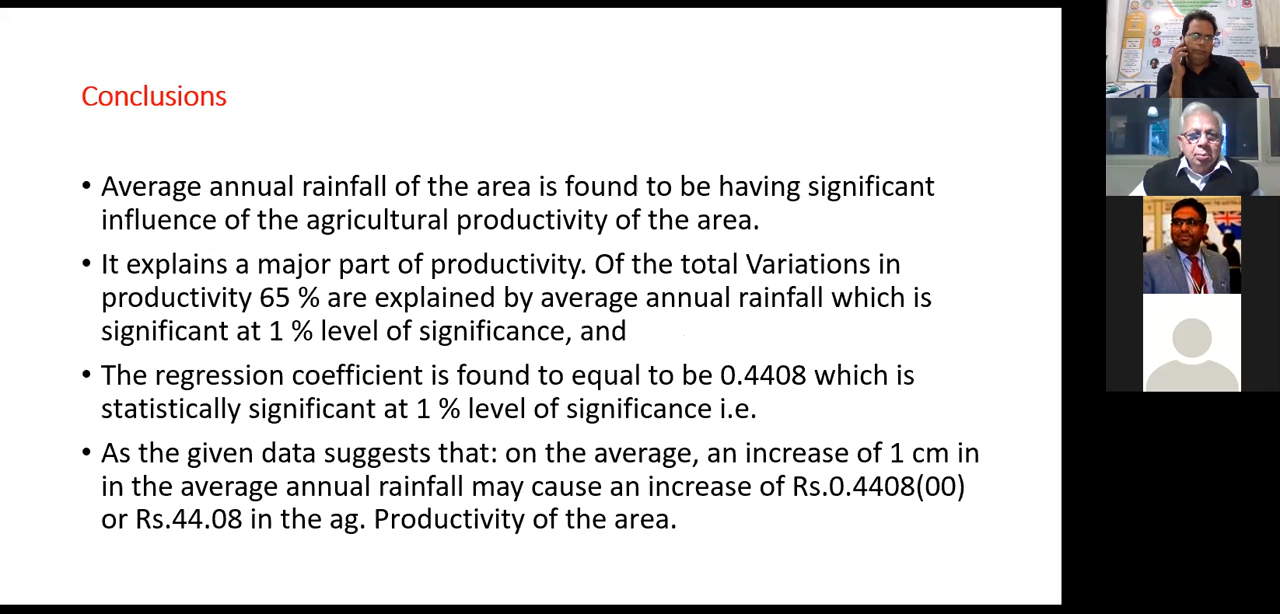 Conclusions
• Average annual rainfall of the area is found to be having significant
influence of the agricultural productivity of the area.
• It explains a major part of productivity. Of the total Variations in
productivity 65 % are explained by average annual rainfall which is
significant at 1 % level of significance, and
• The regression coefficient is found to equal to be 0.4408 which is
statistically significant at 1 % level of significance i.e.
• As the given data suggests that: on the average, an increase of 1 cm in
in the average annual rainfall may cause an increase of Rs.0.4408(00)
or Rs.44.08 in the ag. Productivity of the area.